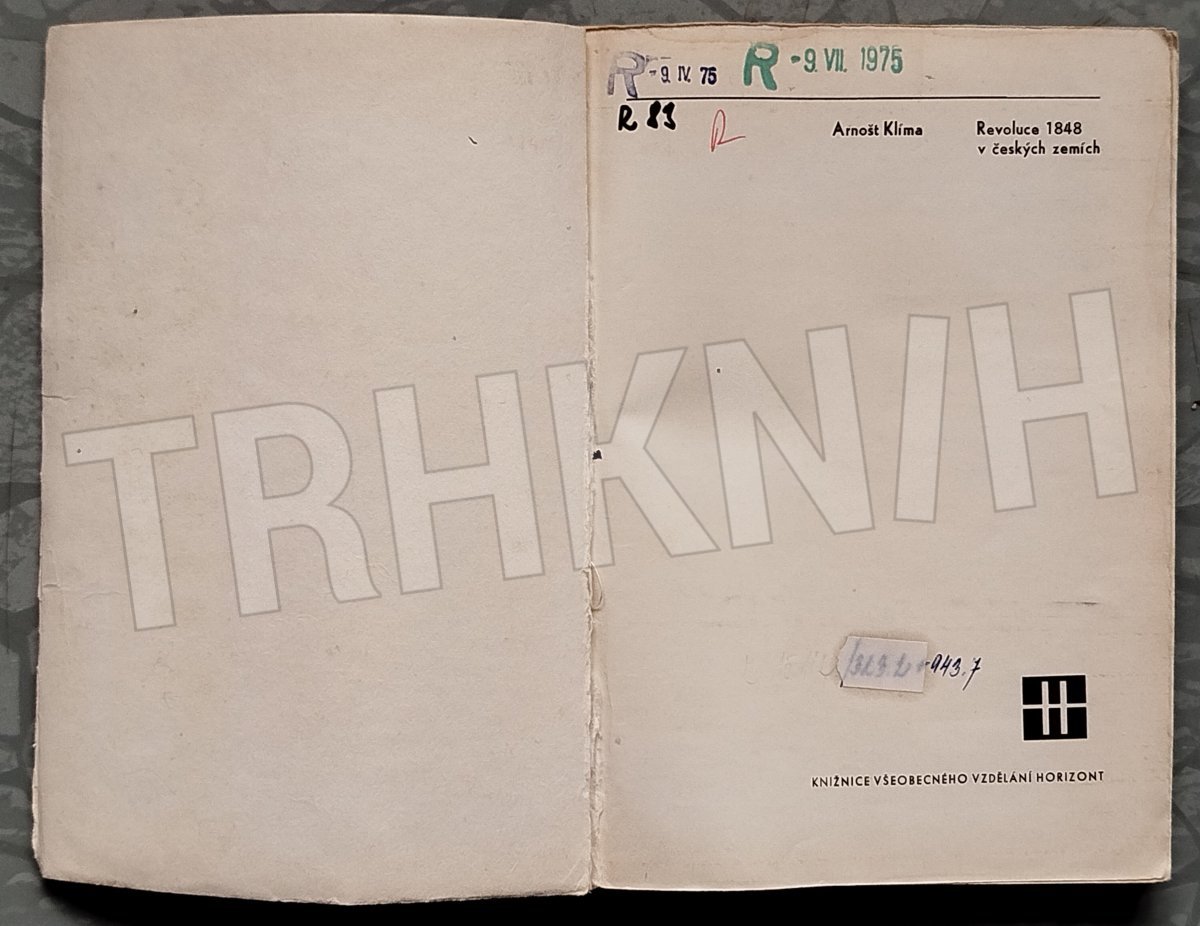 R - 9. IV. 75 R - 9. VII. 1975
R 83 R
Arnošt Klíma Revoluce 1848
v českých zemích
TRHKNIH
943.7
KNIŽNICE VŠEOBECNÉHO VZDĚLÁNÍ HORIZONT